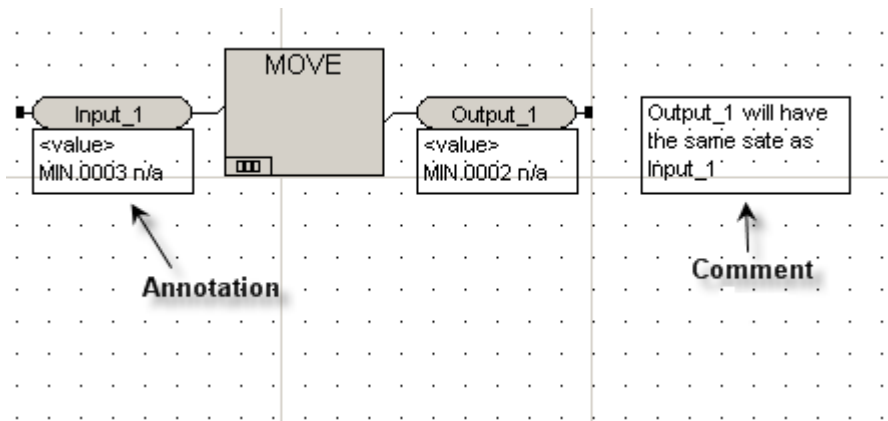 MOVE
Input_1
Output_1
<value>
MIN.0003 n/a
<value>
MIN.0002 n/a
Output_1 will have
the same sate as
Input_1
Annotation
Comment